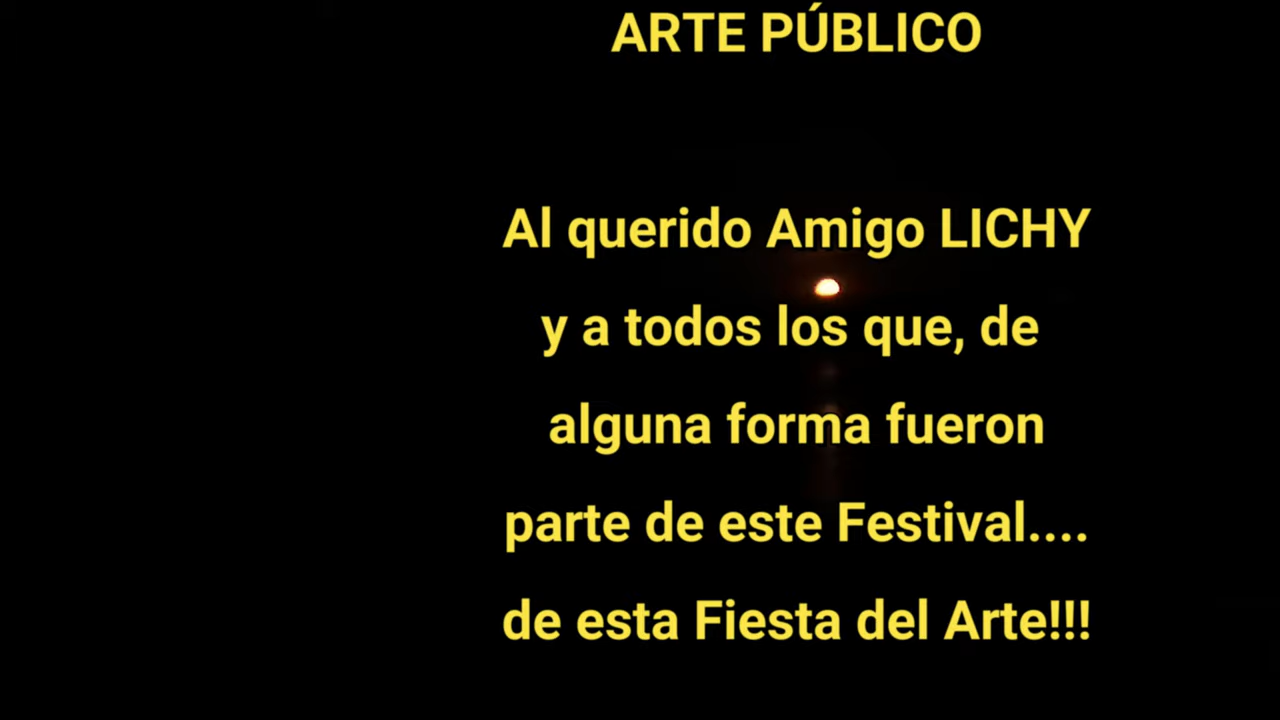 ARTE PÚBLICO
Al querido Amigo LICHY
y a todos los que, de
alguna forma fueron
parte de este Festival....
de esta Fiesta del Arte!!!